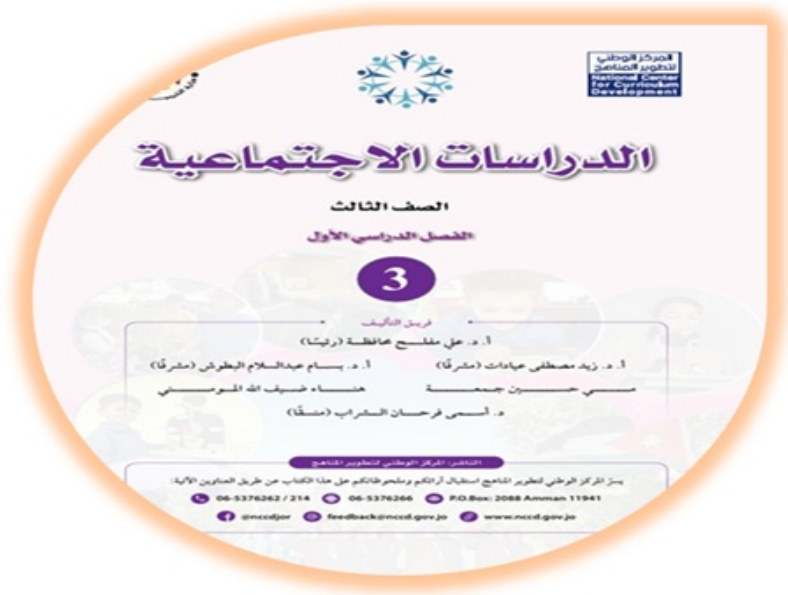 المركز الوطني
لتطوير المناهج
National Center
for Curriculum
Development
الدراسات الاجتماعية
الصف الثالث
الفصل الدراسي الأول
3
فريق التأليف
أ. د. علي مفلح محافظة (رئيسًا)
أ. د. زيد مصطفى عبادات (مشرفًا) أ. د. بسام عبدالسلام البطوش (مشرفًا)
منى حسين جمعة هناء ضيف الله المومني
د. أسمى فرحان الشراب (منسقًا)
الناشر: المركز الوطني لتطوير المناهج
يسرّ المركز الوطني لتطوير المناهج استقبال آرائكم وملحوظاتكم على هذا الكتاب عن طريق العناوين الآتية:
06-5376262 / 214 06-5376266 P.O.Box: 2088 Amman 11941
@nccdjor feedback@nccd.gov.jo www.nccd.gov.jo